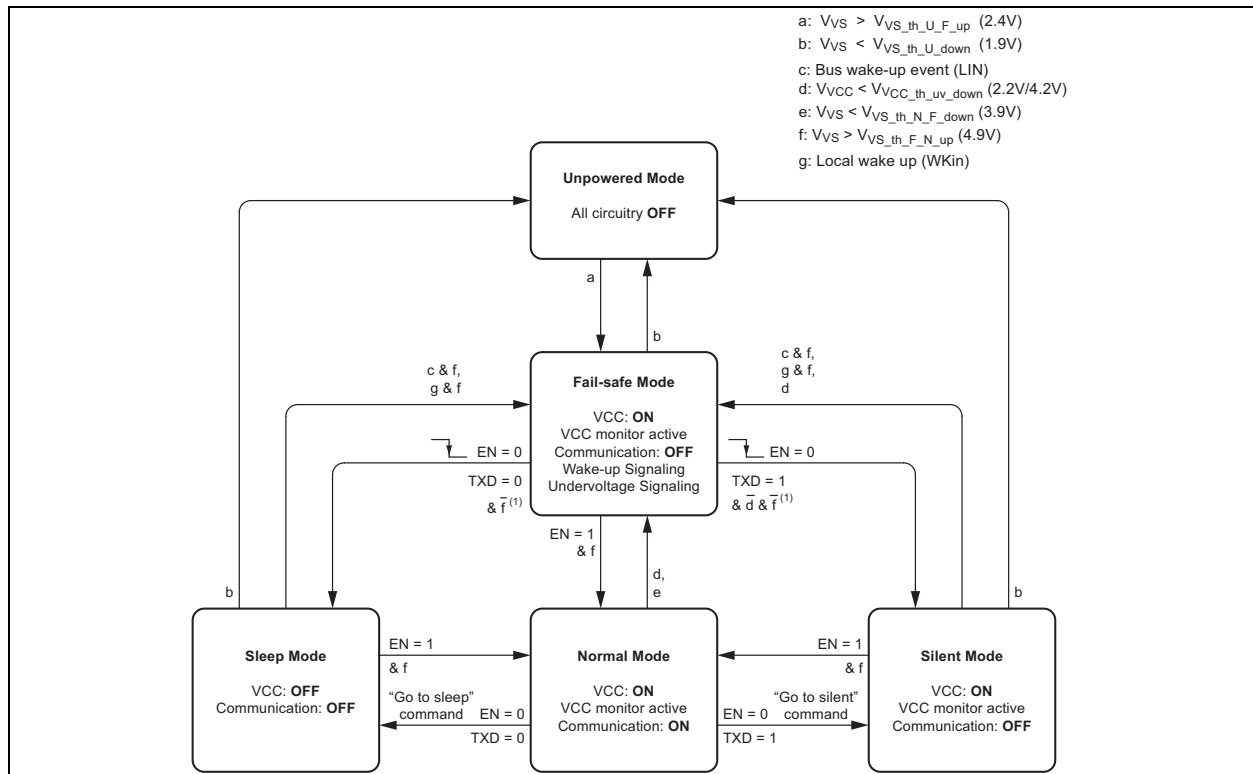 a: VVS > VVS_th_U_F_up (2.4V)
b: VVS < VVS_th_U_down (1.9V)
c: Bus wake-up event (LIN)
d: VVCC < VVCC_th_uv_down (2.2V/4.2V)
e: VVS < VVS_th_N_F_down (3.9V)
f: VVS > VVS_th_F_N_up (4.9V)
g: Local wake up (WKin)
Unpowered Mode
All circuitry OFF
a
b
c & f,
g & f
c & f,
g & f,
d
Fail-safe Mode
VCC: ON
VCC monitor active
Communication: OFF
Wake-up Signaling
Undervoltage Signaling
EN = 0
TXD = 0
& f̅ (1)
EN = 0
TXD = 1
& d̅ & f̅ (1)
EN = 1
& f
d,
e
b
b
Sleep Mode
VCC: OFF
Communication: OFF
EN = 1
& f
"Go to sleep"
command
EN = 0
TXD = 0
Normal Mode
VCC: ON
VCC monitor active
Communication: ON
EN = 1
& f
"Go to silent"
command
EN = 0
TXD = 1
Silent Mode
VCC: ON
VCC monitor active
Communication: OFF